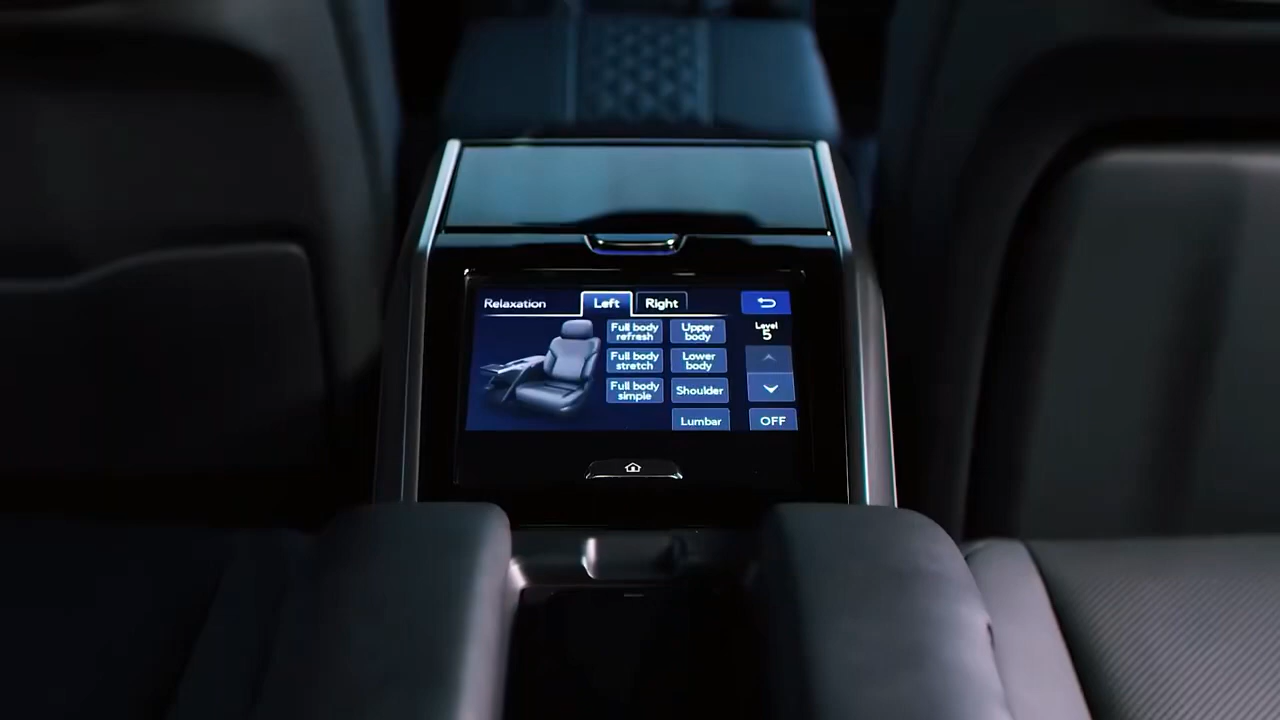 Relaxation
Left
Right
Full body
refresh
Upper
body
Level
5
Full body
stretch
Lower
body
Full body
simple
Shoulder
Lumbar
OFF